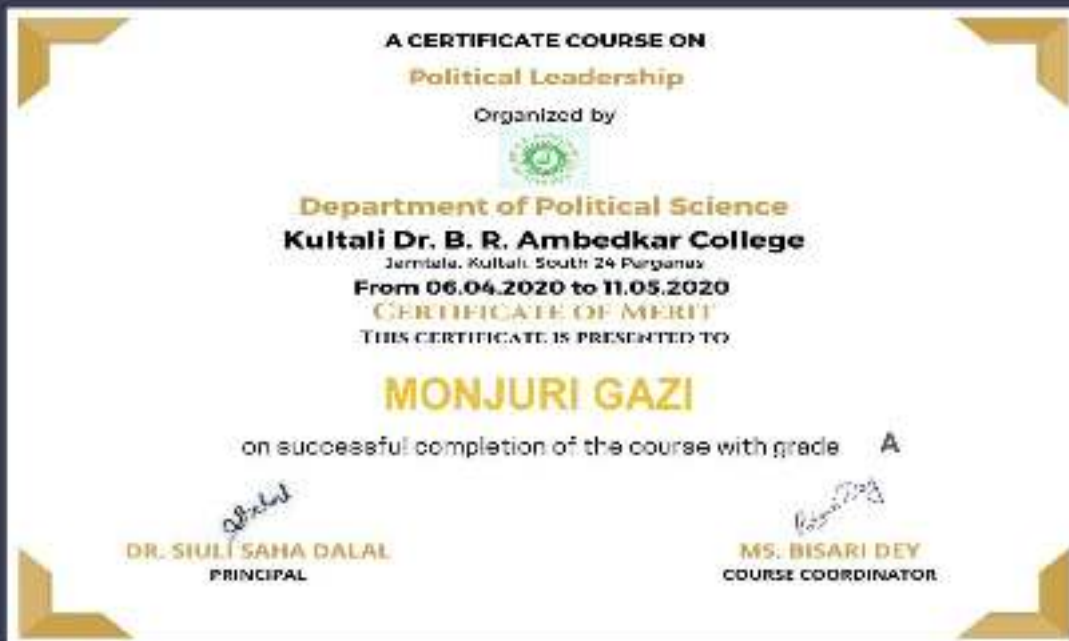 A CERTIFICATE COURSE ON
Political Leadership
Organized by
Department of Political Science
Kultali Dr. B. R. Ambedkar College
Jamtala, Kultali, South 24 Parganas
From 06.04.2020 to 11.05.2020
CERTIFICATE OF MERIT
THIS CERTIFICATE IS PRESENTED TO
MONJURI GAZI
on successful completion of the course with grade A
DR. SIULI SAHA DALAL
MS. BISARI DEY
PRINCIPAL
COURSE COORDINATOR